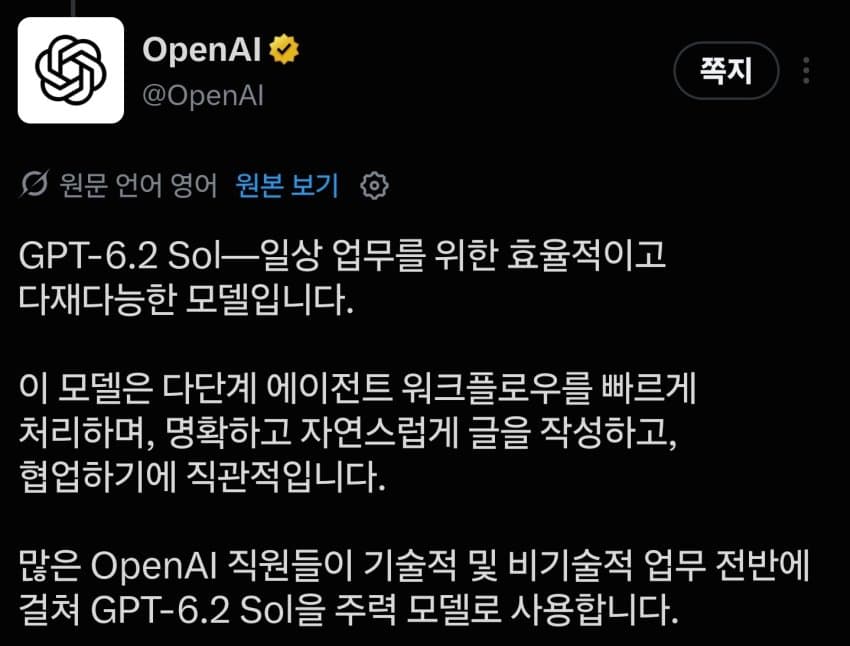 OpenAI
@OpenAI
쪽지
원문 언어 영어 원본 보기
GPT-6.2 Sol—일상 업무를 위한 효율적이고
다재다능한 모델입니다.
이 모델은 다단계 에이전트 워크플로우를 빠르게
처리하며, 명확하고 자연스럽게 글을 작성하고,
협업하기에 직관적입니다.
많은 OpenAI 직원들이 기술적 및 비기술적 업무 전반에
걸쳐 GPT-6.2 Sol을 주력 모델로 사용합니다.